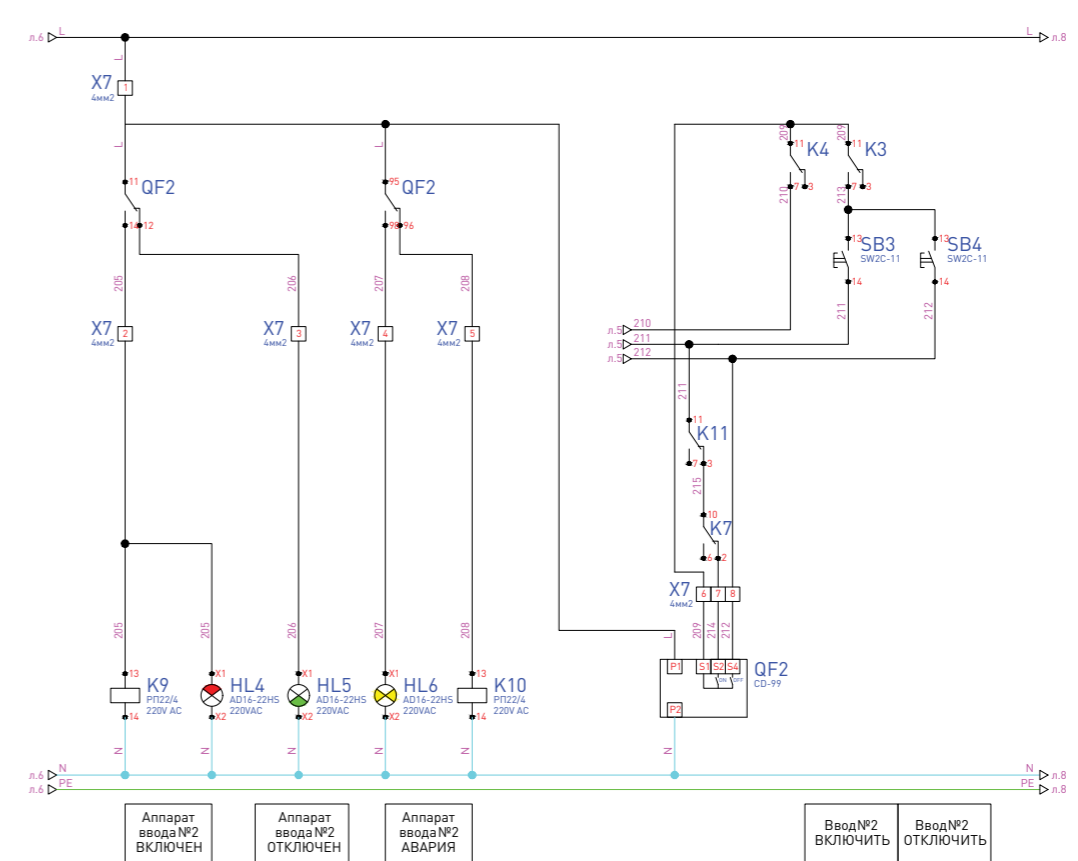 л.6 L L л.8
L
X7 1
4мм2
L L 209 209
11 QF2 95 QF2 11 K4 11 K3
14 12 98 96 7 3 7 3
210 213
13 SB3 13 SB4
SW2C-11 SW2C-11
14 14
205 206 207 208 211 212
X7 2 X7 3 X7 4 X7 5
4мм2 4мм2 4мм2 4мм2
л.5 210
л.5 211
л.5 212
211
11
K11
7 3
215
10
K7
6 2
X7 6 7 8
4мм2
205 205 206 207 208 L 209 214 212
13 X1 X1 X1 13 P1 S1 S2 S4
K9 HL4 HL5 HL6 K10 QF2
РП22/4 AD16-22HS AD16-22HS AD16-22HS РП22/4 CD-99
220V AC 220VAC 220VAC 220VAC 220V AC ON OFF
14 X2 X2 X2 14 P2
N N N N N N
л.6 N N л.8
л.6 PE PE л.8
Аппарат
ввода №2
ВКЛЮЧЕН
Аппарат
ввода №2
ОТКЛЮЧЕН
Аппарат
ввода №2
АВАРИЯ
Ввод №2
ВКЛЮЧИТЬ
Ввод №2
ОТКЛЮЧИТЬ